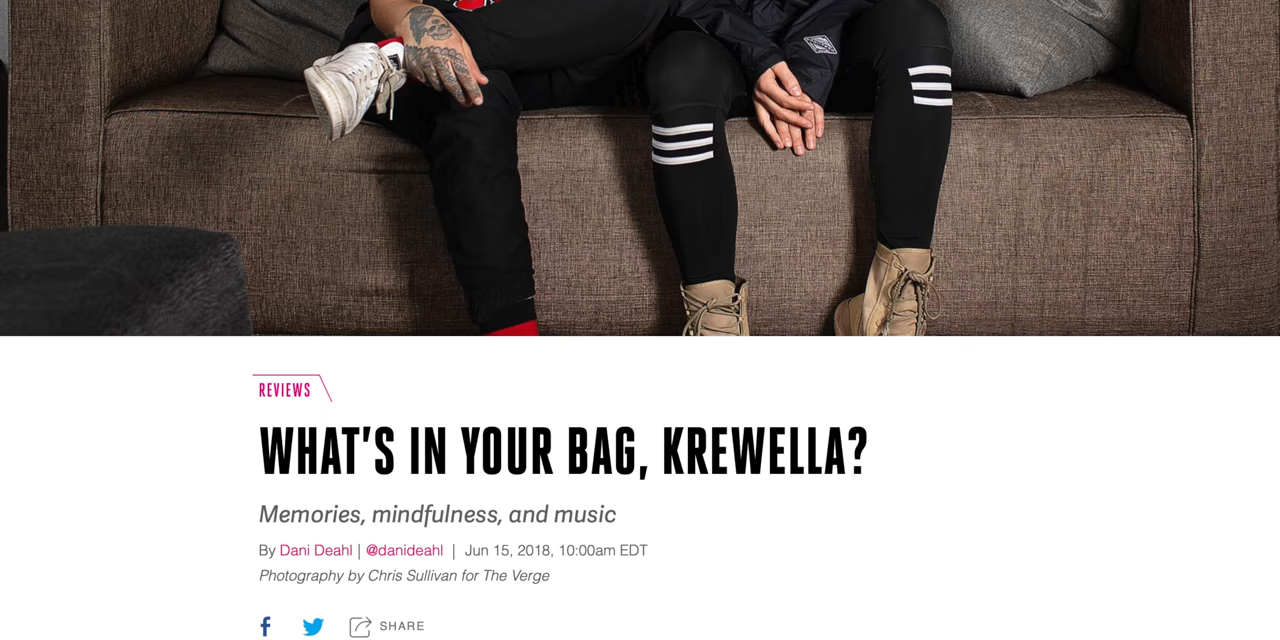 REVIEWS
WHAT'S IN YOUR BAG, KREWELLA?
Memories, mindfulness, and music
By Dani Deahl | @danideahl | Jun 15, 2018, 10:00am EDT
Photography by Chris Sullivan for The Verge
SHARE